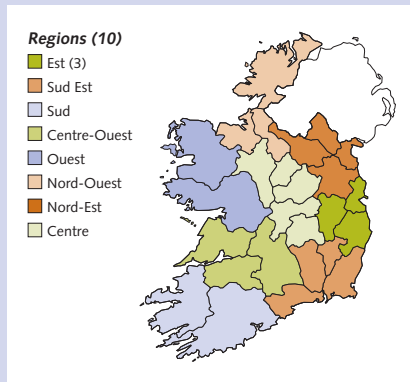 Regions (10)
Est (3)
Sud Est
Sud
Centre-Ouest
Ouest
Nord-Ouest
Nord-Est
Centre